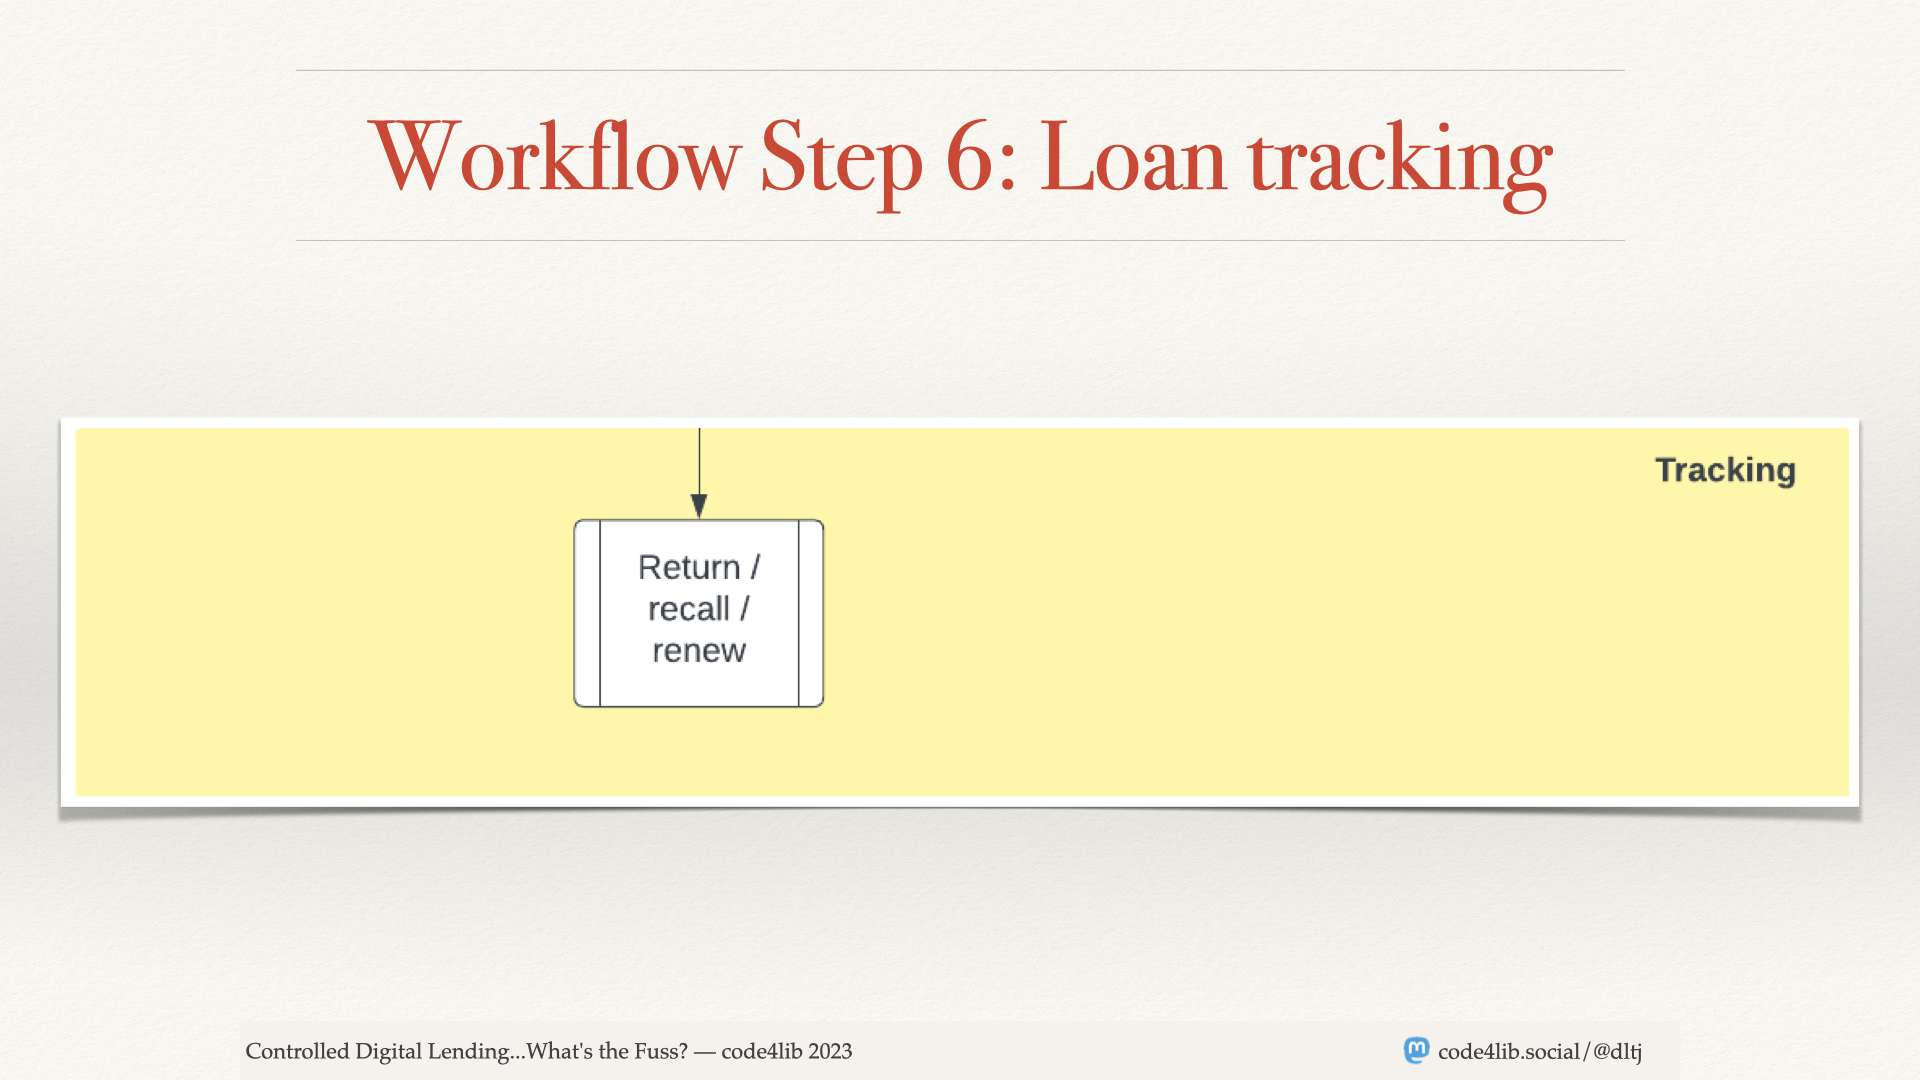 Workflow Step 6: Loan tracking
Tracking
Return /
recall /
renew
Controlled Digital Lending...What's the Fuss? — code4lib 2023
code4lib.social/@dltj